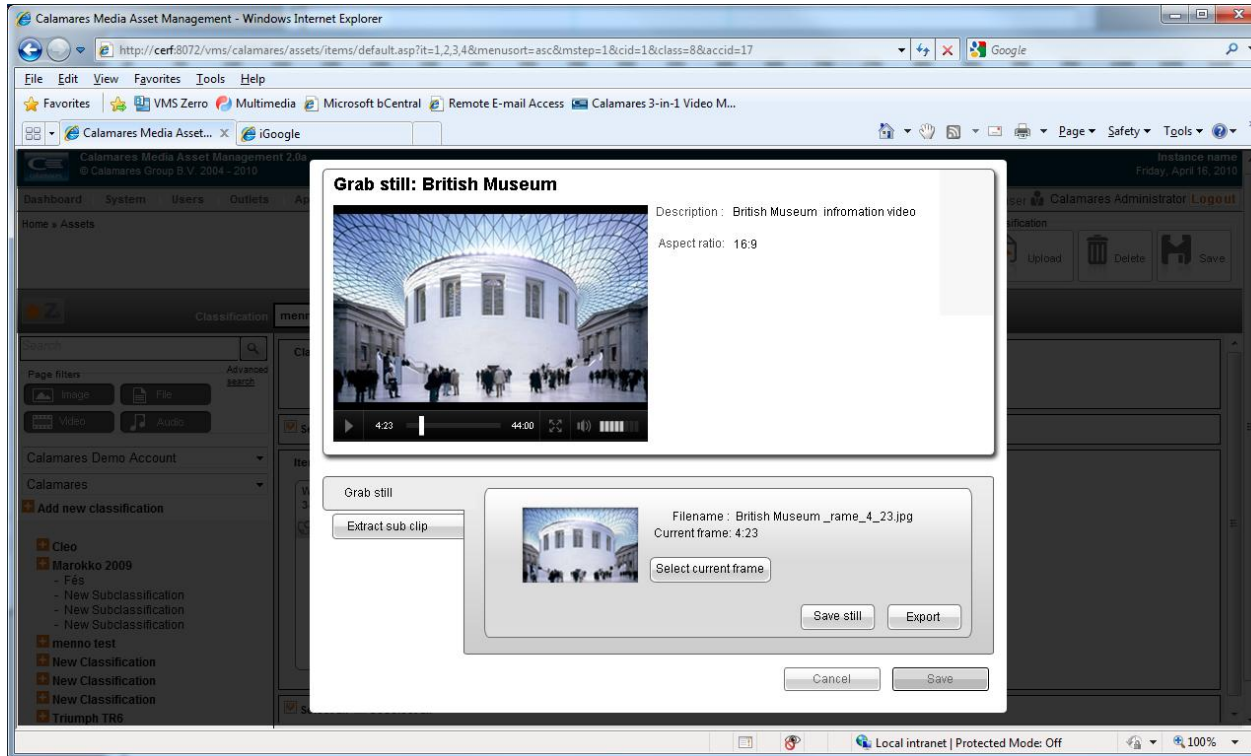 Calamares Media Asset Management - Windows Internet Explorer
http://cerf:8072/vms/calamares/assets/items/default.asp?it=1,2,3,4&menusort=asc&mstep=1&cid=1&class=8&accid=17
Google
File Edit View Favorites Tools Help
Favorites VMS Zerro Multimedia Microsoft bCentral Remote E-mail Access Calamares 3-in-1 Video M...
Calamares Media Asset... X iGoogle
Page Safety Tools
Calamares Media Asset Management 2.0a
© Calamares Group B.V. 2004 - 2010
Instance name
Friday, April 16, 2010
Dashboard System Users Outlets Ap
user Calamares Administrator Logout
Home » Assets
sification
Upload Delete Save
Classification menn
Search
Advanced search
Page filters
Image File
Video Audio
Calamares Demo Account
Calamares
Add new classification
Cleo
Marokko 2009
- Fés
- New Subclassification
- New Subclassification
- New Subclassification
menno test
New Classification
New Classification
New Classification
Triumph TR6
Cla
Ite
Grab still: British Museum
Description : British Museum infromation video
Aspect ratio: 16:9
4:23 44:00
Grab still
Extract sub clip
Filename : British Museum _rame_4_23.jpg
Current frame: 4:23
Select current frame
Save still Export
Cancel Save
Local intranet | Protected Mode: Off
100%